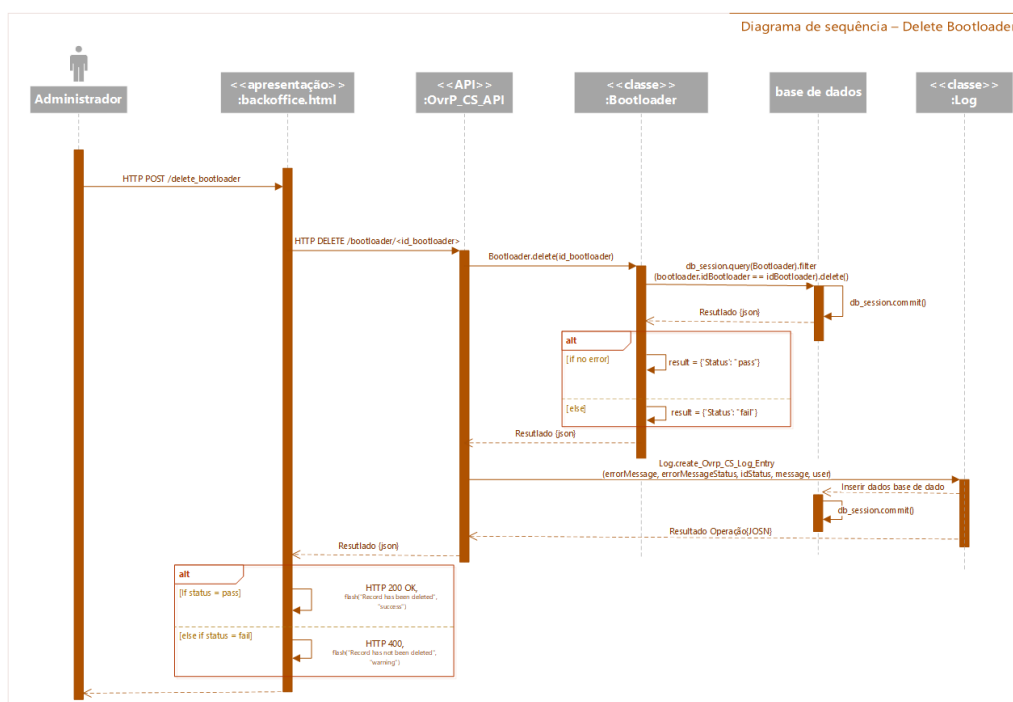 Diagrama de sequência – Delete Bootloader
Administrador
<<apresentação>>
:backoffice.html
<<API>>
:OvrP_CS_API
<<classe>>
:Bootloader
base de dados
<<classe>>
:Log
HTTP POST /delete_bootloader
HTTP DELETE /bootloader/<id_bootloader>
Bootloader.delete(id_bootloader)
db_session.query(Bootloader).filter
(bootloader.idBootloader == idBootloader).delete()
db_session.commit()
Resutlado (json)
alt
[if no error]
result = {'Status': "pass"}
[else]
result = {'Status': "fail"}
Resutlado (json)
Log.create_Ovrp_CS_Log_Entry
(errorMessage, errorMessageStatus, idStatus, message, user)
Inserir dados base de dado
db_session.commit()
Resultado Operação(JOSN)
Resutlado (json)
alt
[If status = pass]
HTTP 200 OK,
flash("Record has been deleted",
"success")
[else if status = fail]
HTTP 400,
flash("Record has not been deleted",
"warning")